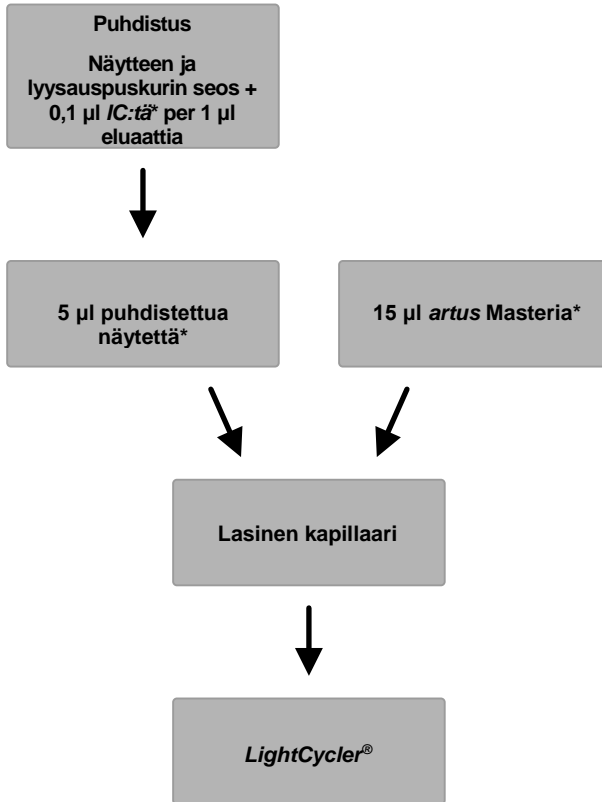 Puhdistus
Näytteen ja
lyysauspuskurin seos +
0,1 µl IC:tä* per 1 µl
eluaattia
5 µl puhdistettua
näytettä*
15 µl artus Masteria*
Lasinen kapillaari
LightCycler®